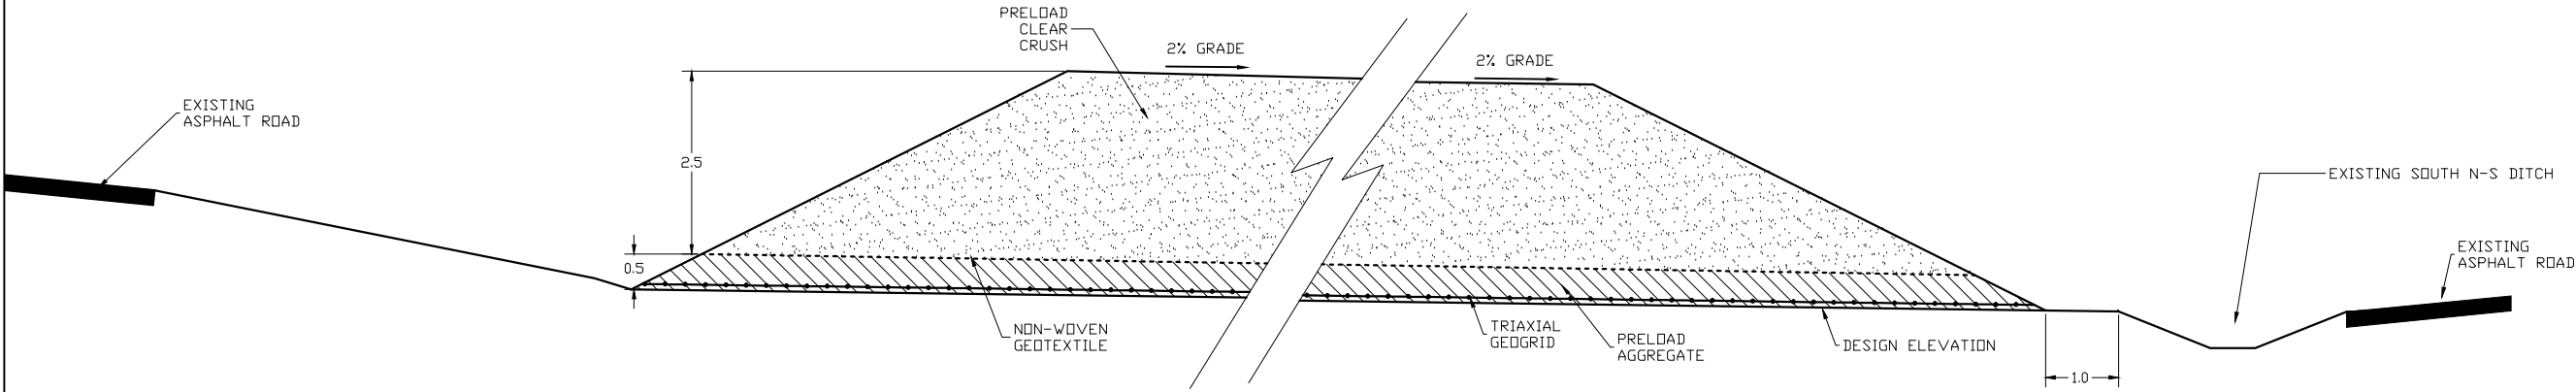 PRELOAD
CLEAR
CRUSH
2% GRADE
2% GRADE
EXISTING
ASPHALT ROAD
2.5
EXISTING SOUTH N-S DITCH
0.5
EXISTING
ASPHALT ROAD
NON-WOVEN
GEOTEXTILE
TRIAXIAL
GEOGRID
PRELOAD
AGGREGATE
DESIGN ELEVATION
1.0